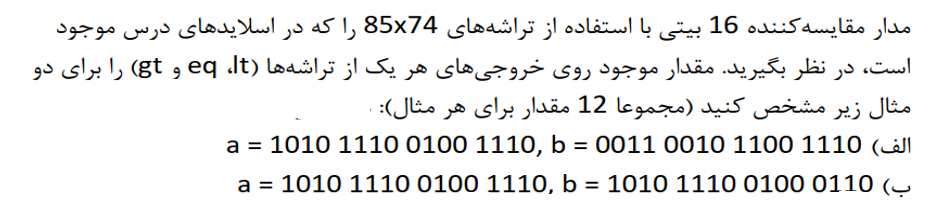 مدار مقایسه‌کننده 16 بیتی با استفاده از تراشه‌های 85x74 را که در اسلایدهای درس موجود
است، در نظر بگیرید. مقدار موجود روی خروجی‌های هر یک از تراشه‌ها (eq ،lt و gt) را برای دو
مثال زیر مشخص کنید (مجموعا 12 مقدار برای هر مثال):
الف) a = 1010 1110 0100 1110, b = 0011 0010 1100 1110
ب) a = 1010 1110 0100 1110, b = 1010 1110 0100 0110